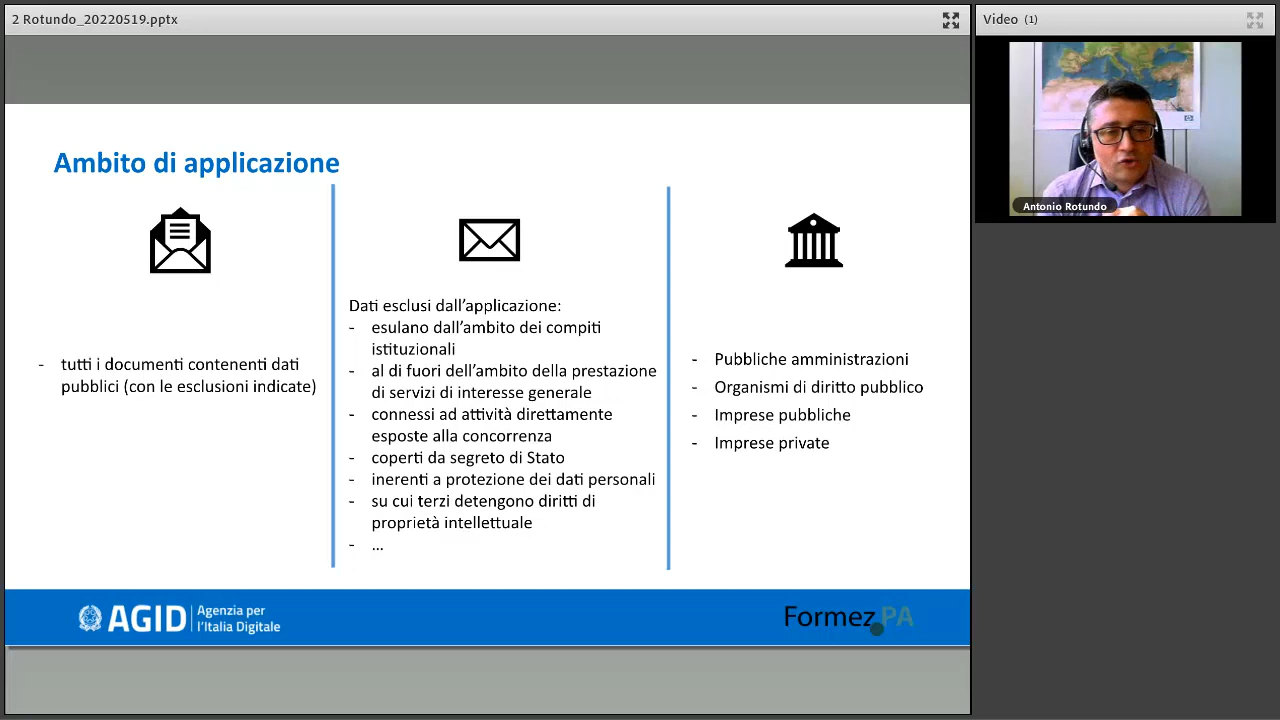 2 Rotundo_20220519.pptx
Video (1)
Antonio Rotundo
Ambito di applicazione
- tutti i documenti contenenti dati
pubblici (con le esclusioni indicate)
Dati esclusi dall’applicazione:
- esulano dall’ambito dei compiti
istituzionali
- al di fuori dell’ambito della prestazione
di servizi di interesse generale
- connessi ad attività direttamente
esposte alla concorrenza
- coperti da segreto di Stato
- inerenti a protezione dei dati personali
- su cui terzi detengono diritti di
proprietà intellettuale
- ...
- Pubbliche amministrazioni
- Organismi di diritto pubblico
- Imprese pubbliche
- Imprese private
AGID
Agenzia per
l’Italia Digitale
Formez PA